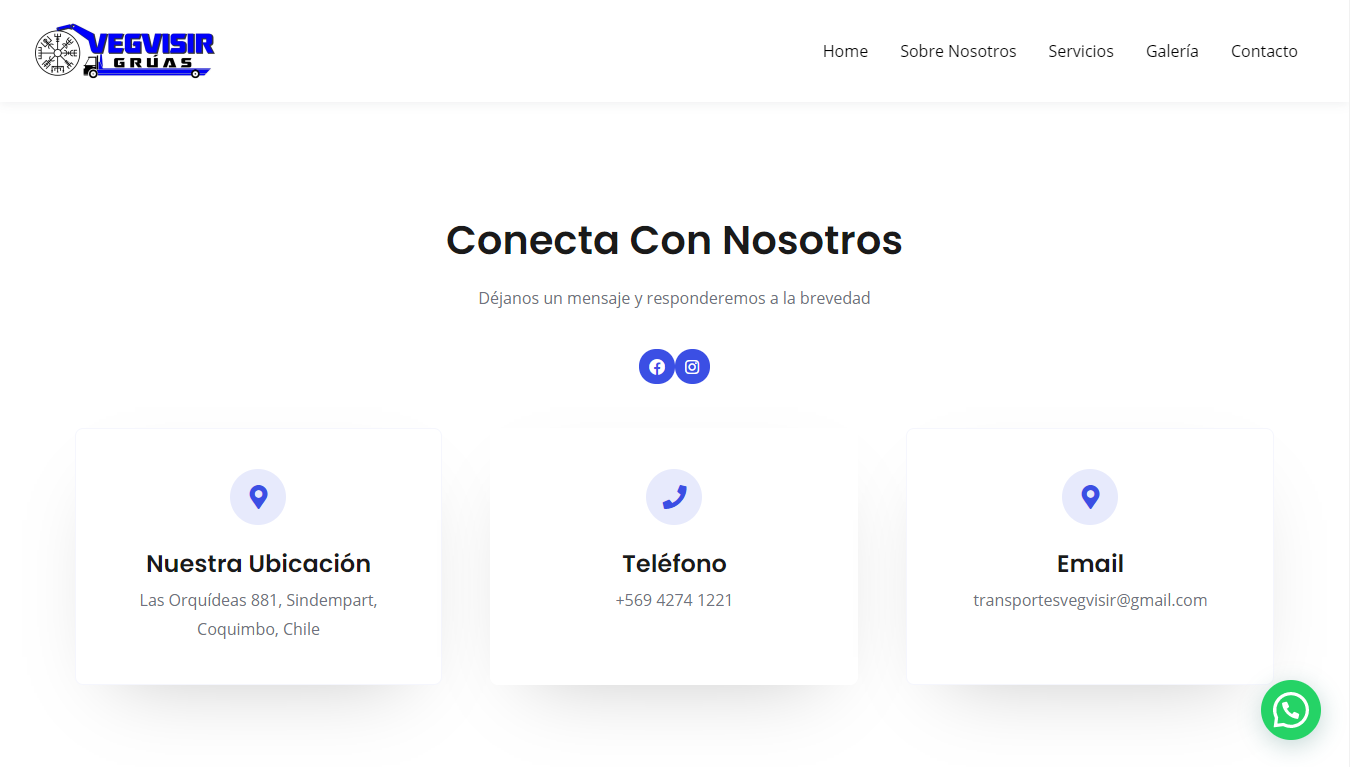 VEGVISIR
GRÚAS
Home Sobre Nosotros Servicios Galería Contacto
Conecta Con Nosotros
Déjanos un mensaje y responderemos a la brevedad
Nuestra Ubicación
Las Orquídeas 881, Sindempart,
Coquimbo, Chile
Teléfono
+569 4274 1221
Email
transportesvegvisir@gmail.com